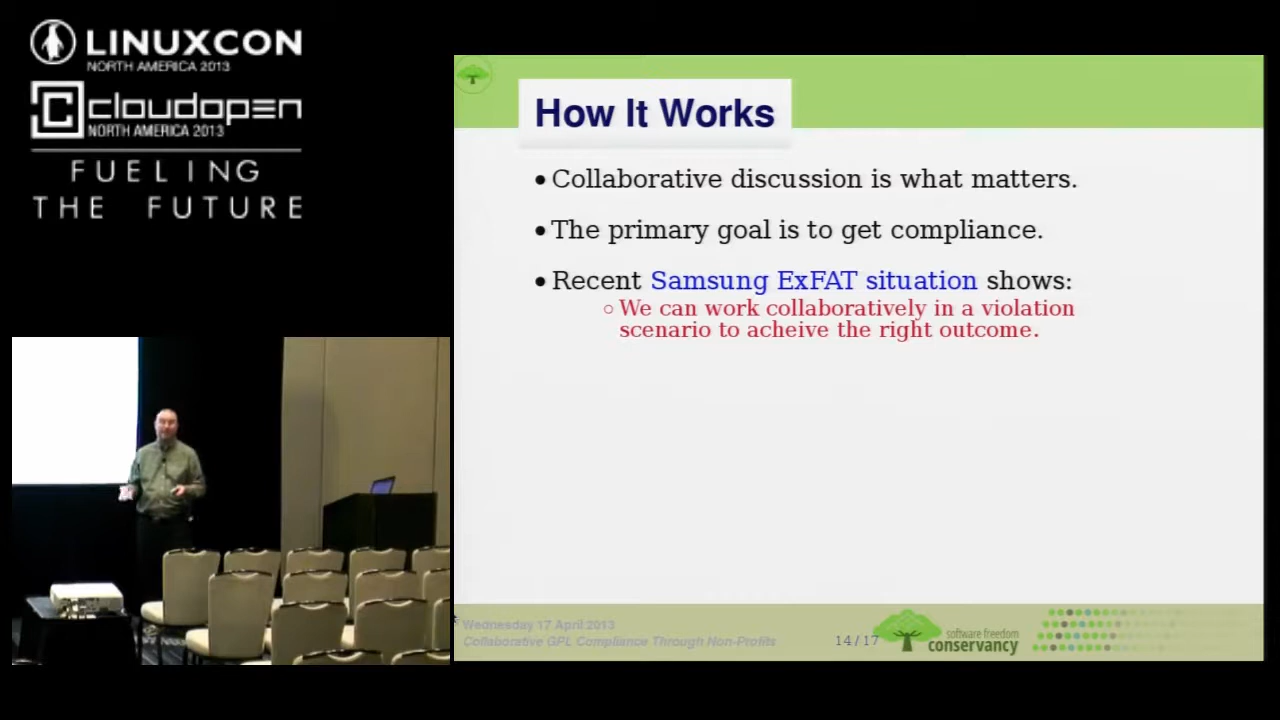 LINUXCON
NORTH AMERICA 2013
cloudopen
NORTH AMERICA 2013
FUELING
THE FUTURE
How It Works
•Collaborative discussion is what matters.
•The primary goal is to get compliance.
•Recent Samsung ExFAT situation shows:
○We can work collaboratively in a violation
scenario to acheive the right outcome.
Wednesday 17 April 2013
Collaborative GPL Compliance Through Non-Profits
14/17
software freedom
conservancy